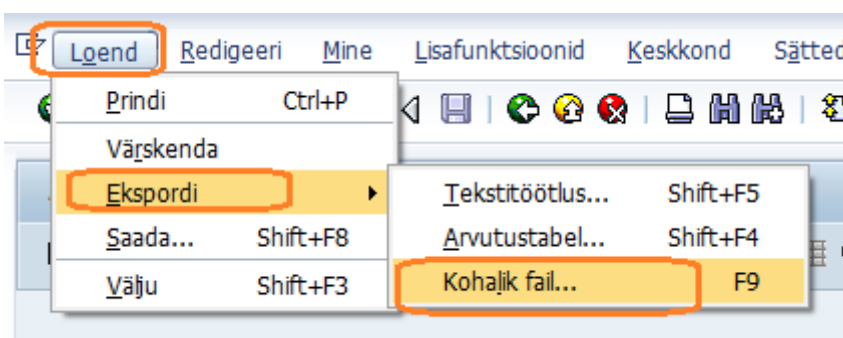 Loend Redigeeri Mine Lisafunktsioonid Keskkond Sätted
Prindi Ctrl+P
Värskenda
Ekspordi
Tekstitöötlus... Shift+F5
Saada... Shift+F8
Arvutustabel... Shift+F4
Välju Shift+F3
Kohalik fail... F9